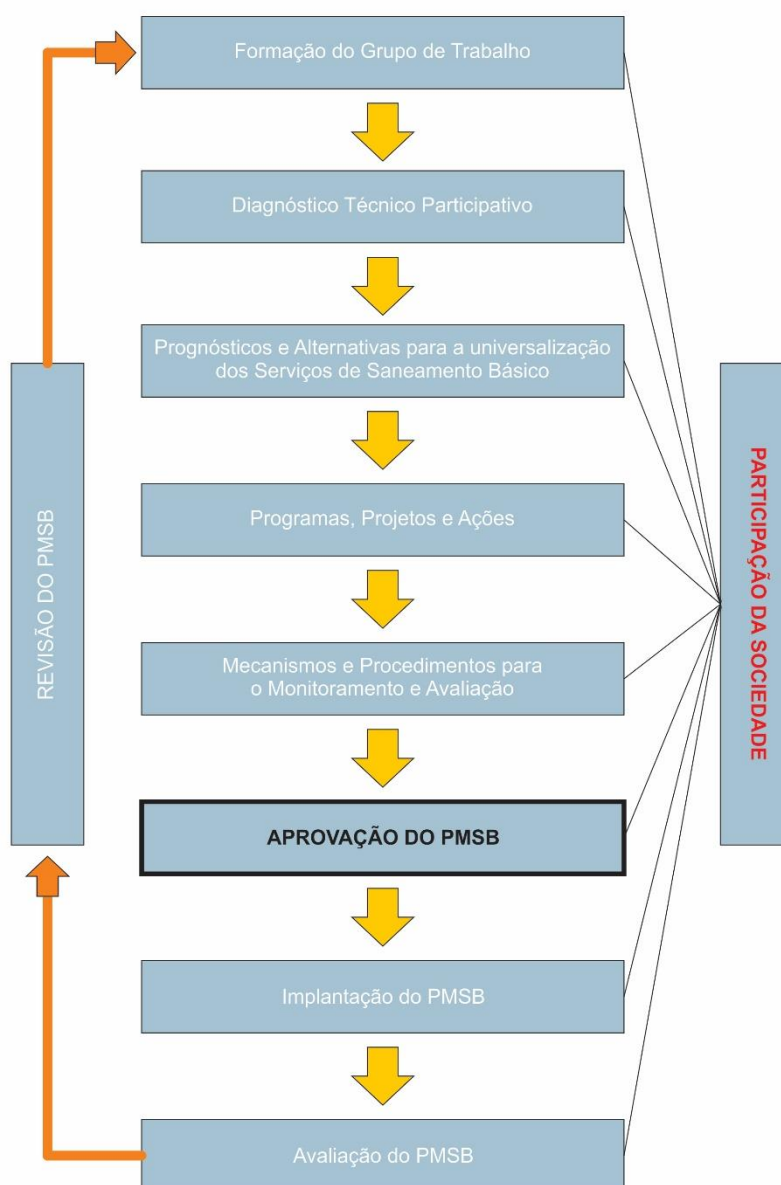 Formação do Grupo de Trabalho
Diagnóstico Técnico Participativo
Prognósticos e Alternativas para a universalização
dos Serviços de Saneamento Básico
Programas, Projetos e Ações
Mecanismos e Procedimentos para
o Monitoramento e Avaliação
APROVAÇÃO DO PMSB
Implantação do PMSB
Avaliação do PMSB
REVISÃO DO PMSB
PARTICIPAÇÃO DA SOCIEDADE